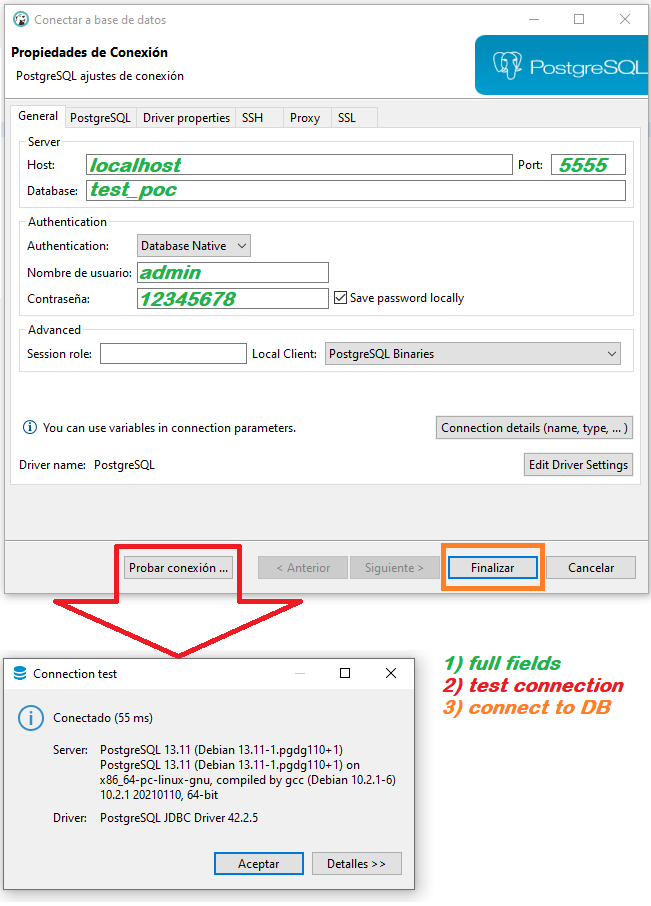 Conectar a base de datos
Propiedades de Conexión
PostgreSQL ajustes de conexión
PostgreSQL
General PostgreSQL Driver properties SSH Proxy SSL
Server
Host: localhost Port: 5555
Database: test_poc
Authentication
Authentication: Database Native
Nombre de usuario: admin
Contraseña: 12345678 Save password locally
Advanced
Session role: Local Client: PostgreSQL Binaries
You can use variables in connection parameters. Connection details (name, type, ... )
Driver name: PostgreSQL Edit Driver Settings
Probar conexión ... < Anterior Siguiente > Finalizar Cancelar
Connection test
Conectado (55 ms)
Server: PostgreSQL 13.11 (Debian 13.11-1.pgdg110+1)
PostgreSQL 13.11 (Debian 13.11-1.pgdg110+1) on
x86_64-pc-linux-gnu, compiled by gcc (Debian 10.2.1-6)
10.2.1 20210110, 64-bit
Driver: PostgreSQL JDBC Driver 42.2.5
Aceptar Detalles >>
1) full fields
2) test connection
3) connect to DB